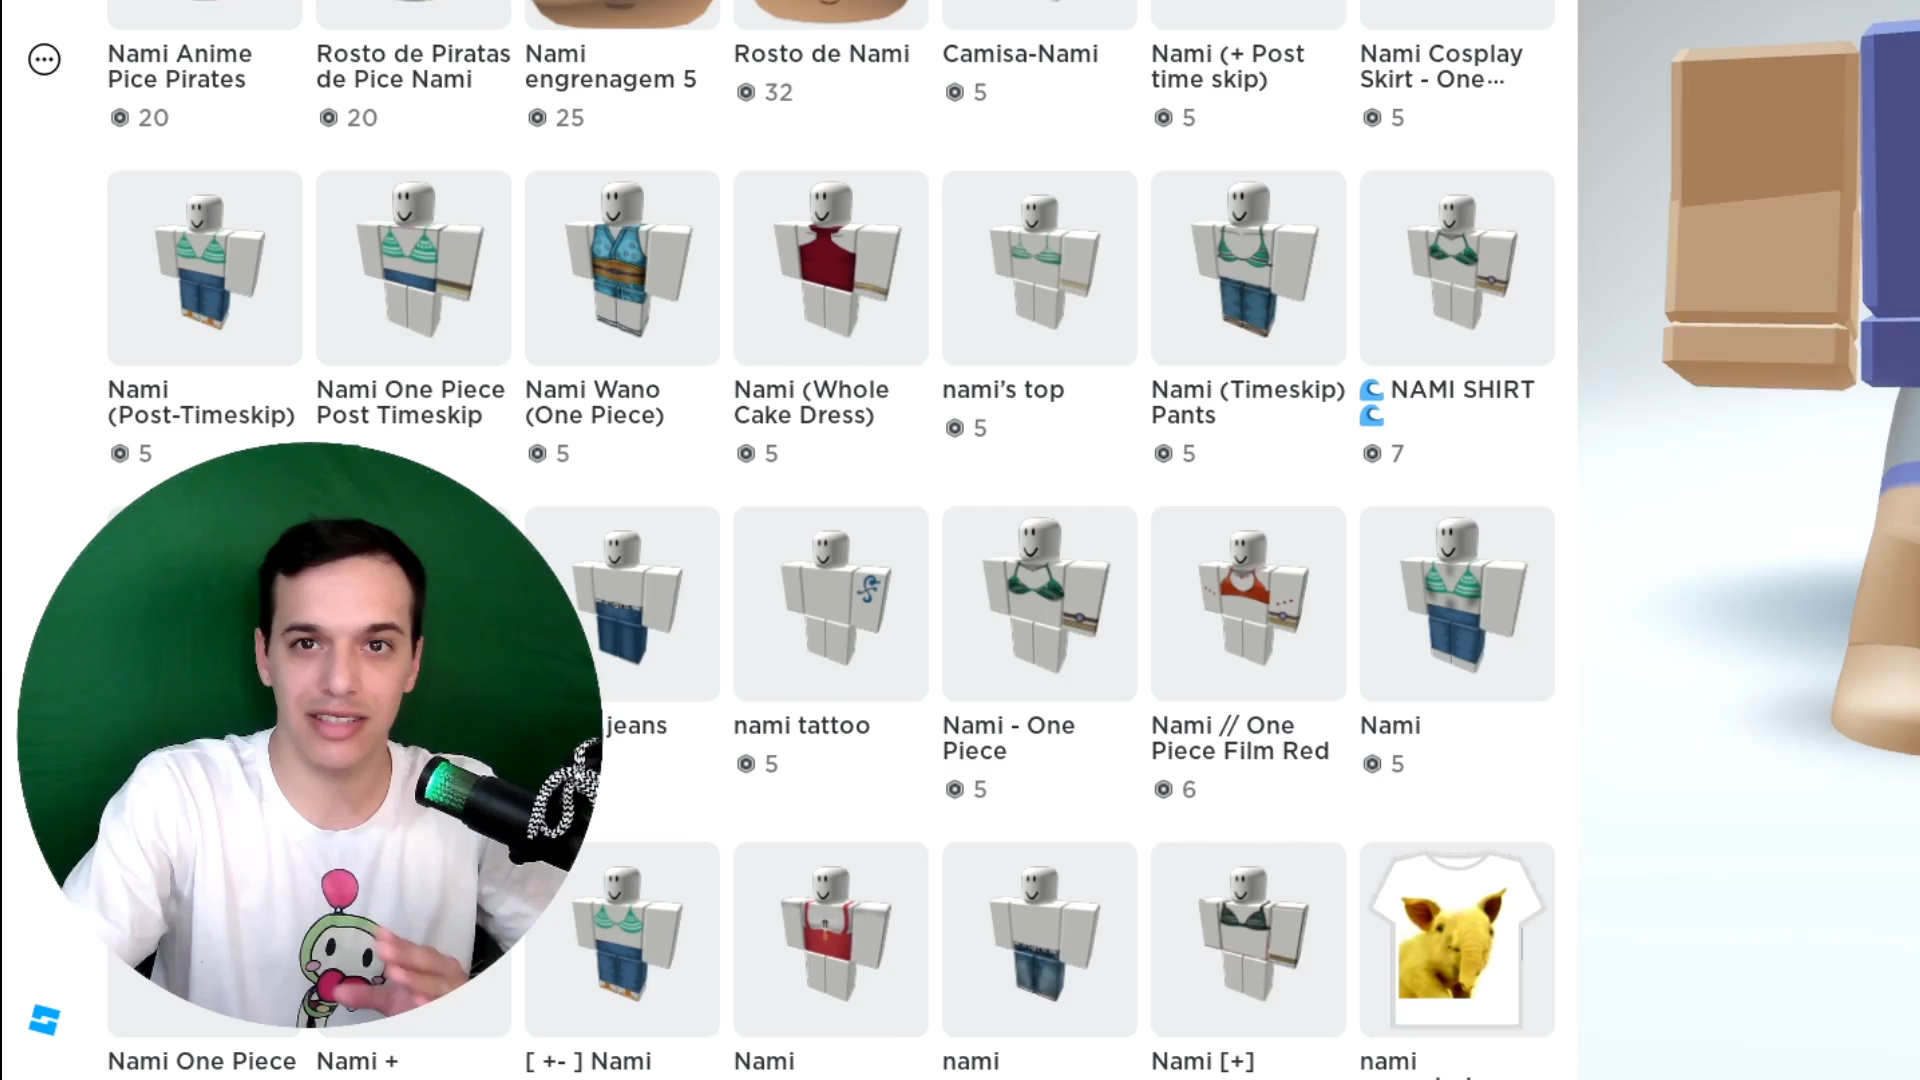 Nami Anime
Pice Pirates
20
Rosto de Piratas
de Pice Nami
20
Nami
engrenagem 5
25
Rosto de Nami
32
Camisa-Nami
5
Nami (+ Post
time skip)
5
Nami Cosplay
Skirt - One...
5
Nami
(Post-Timeskip)
5
Nami One Piece
Post Timeskip
Nami Wano
(One Piece)
5
Nami (Whole
Cake Dress)
5
nami’s top
5
Nami (Timeskip)
Pants
5
🌊 NAMI SHIRT
🌊
7
jeans
nami tattoo
5
Nami - One
Piece
5
Nami // One
Piece Film Red
6
Nami
5
Nami One Piece
Nami +
[ +- ] Nami
Nami
nami
Nami [+]
nami